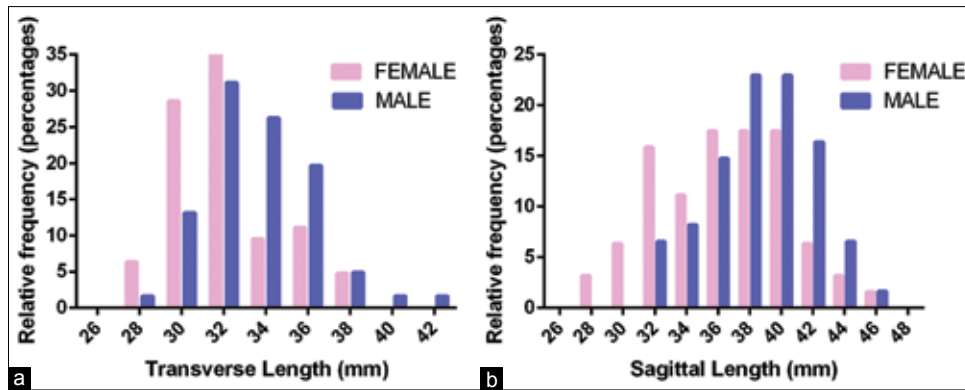 Relative frequency (percentages)
35
30
25
20
15
10
5
0
FEMALE
MALE
26 28 30 32 34 36 38 40 42
Transverse Length (mm)
a
Relative frequency (percentages)
25
20
15
10
5
0
FEMALE
MALE
26 28 30 32 34 36 38 40 42 44 46 48
Sagittal Length (mm)
b